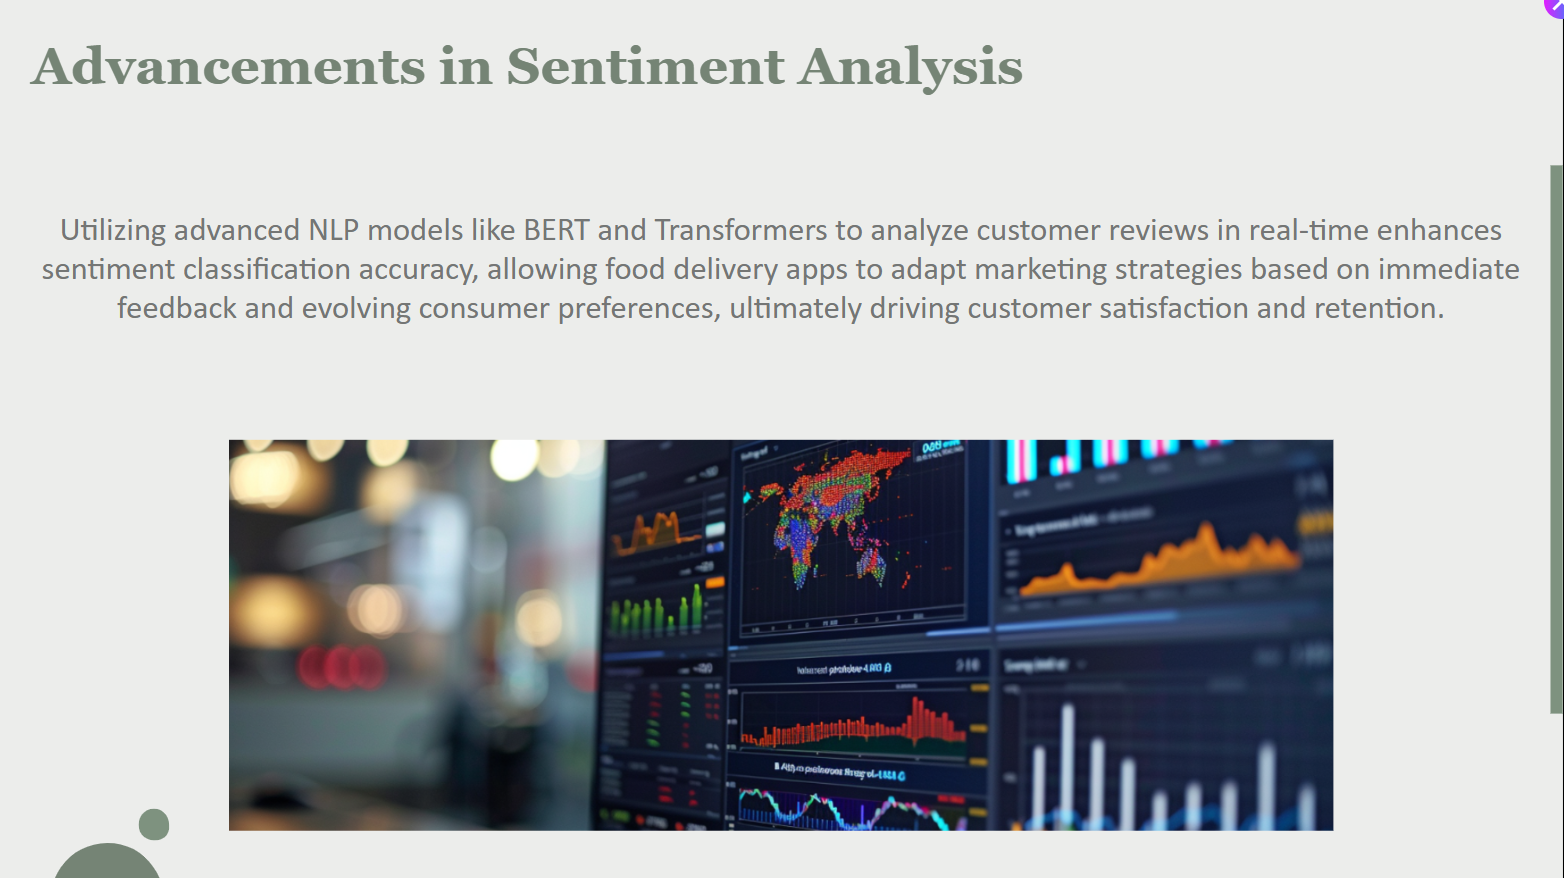 Advancements in Sentiment Analysis
Utilizing advanced NLP models like BERT and Transformers to analyze customer reviews in real-time enhances
sentiment classification accuracy, allowing food delivery apps to adapt marketing strategies based on immediate
feedback and evolving consumer preferences, ultimately driving customer satisfaction and retention.